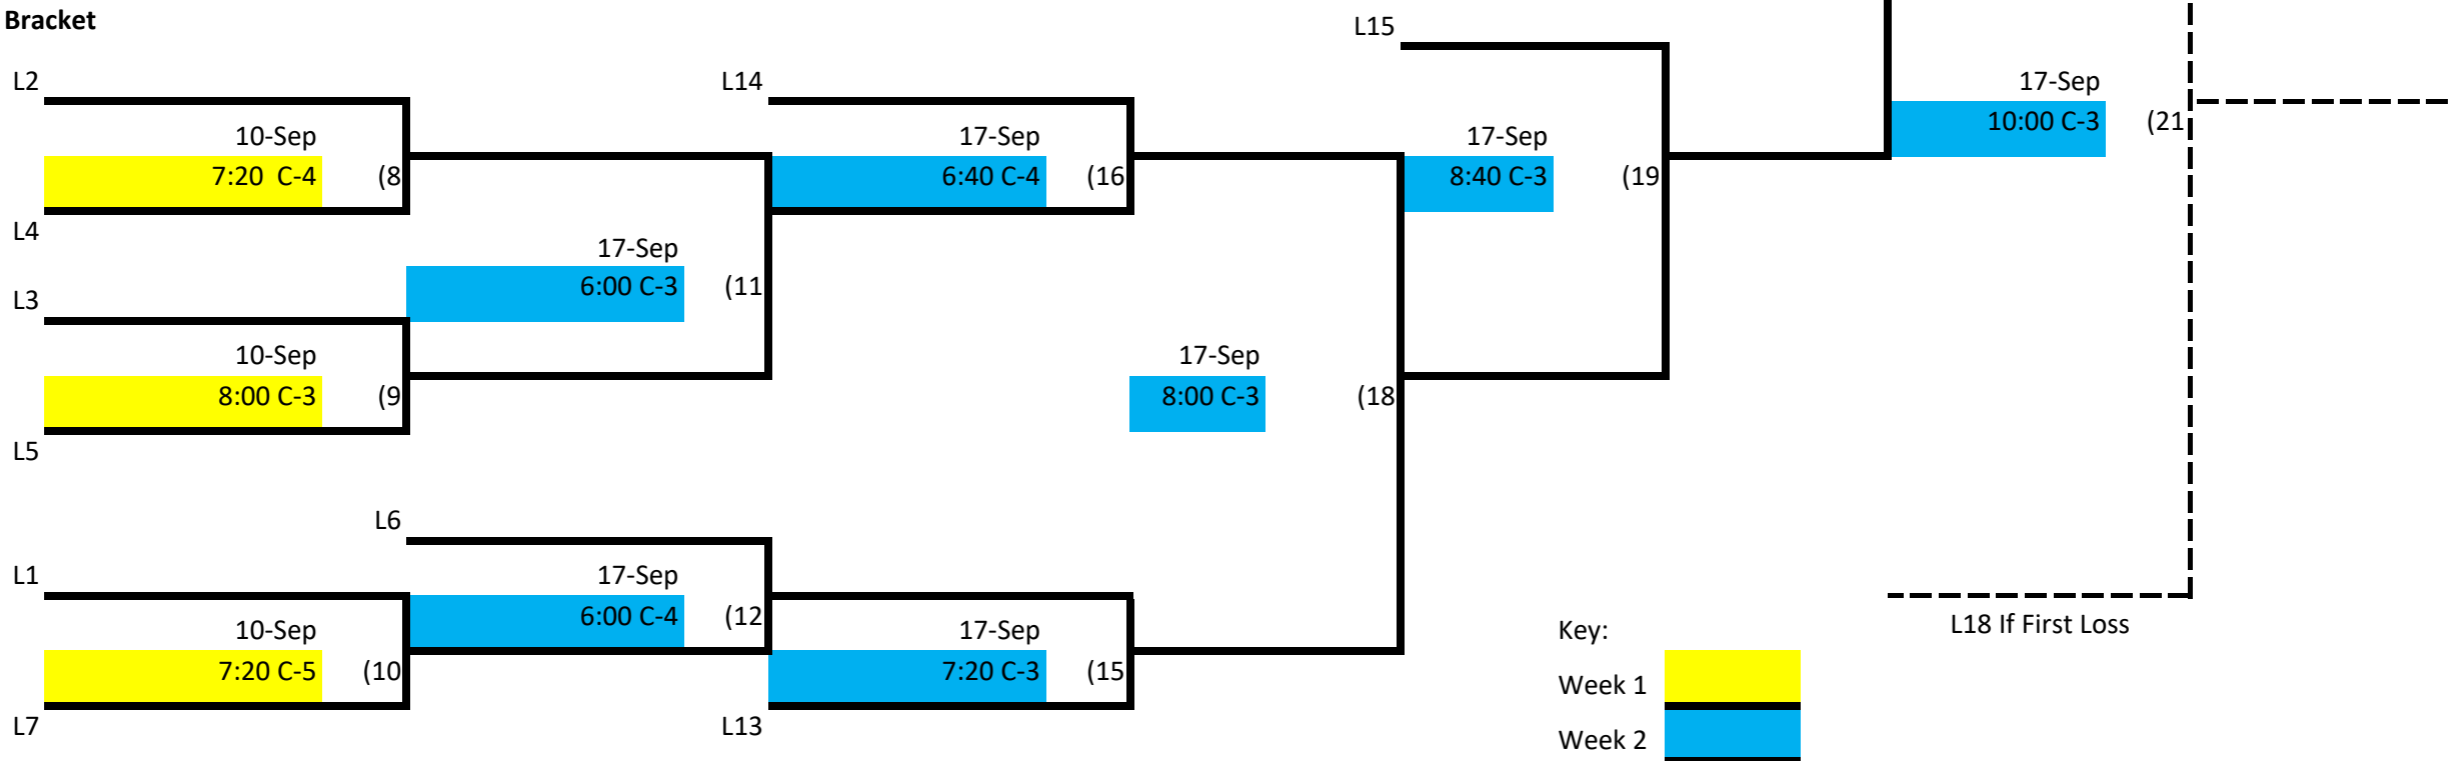 Bracket
L15
L2
L14
17-Sep
10:00 C-3 (21
10-Sep
17-Sep
17-Sep
7:20  C-4 (8
6:40 C-4 (16
8:40 C-3 (19
L4
17-Sep
6:00 C-3 (11
L3
10-Sep
17-Sep
8:00 C-3 (9
8:00 C-3 (18
L5
L6
L1
17-Sep
6:00 C-4 (12
L18 If First Loss
10-Sep
17-Sep
Key:
7:20 C-5 (10
7:20 C-3 (15
Week 1
L7
L13
Week 2